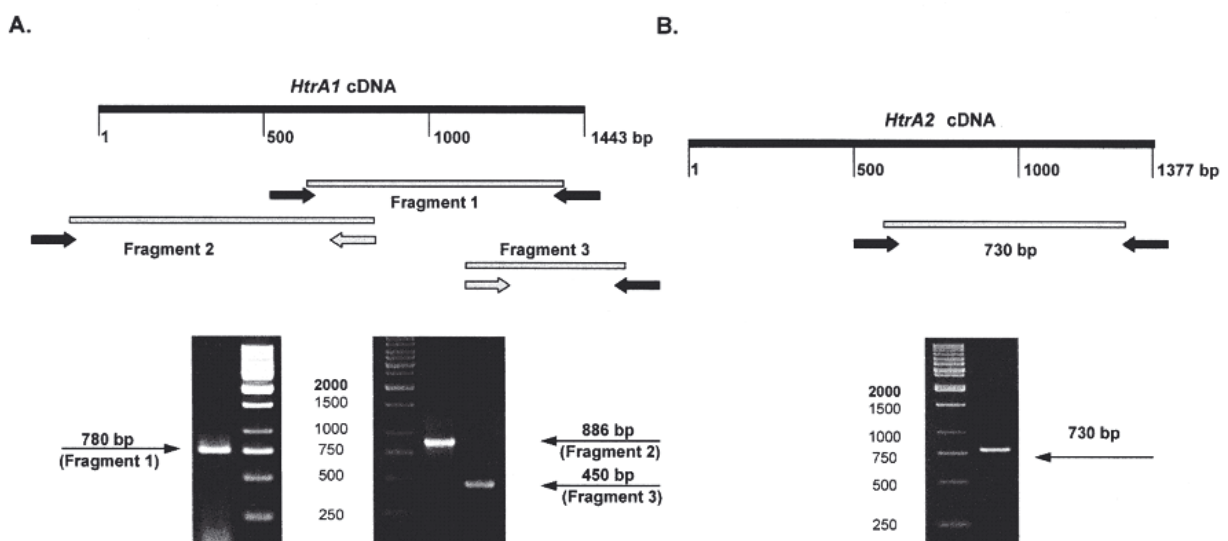 A.
HtrA1 cDNA
1
500
1000
1443 bp
Fragment 1
Fragment 2
Fragment 3
780 bp
(Fragment 1)
2000
1500
1000
750
500
250
886 bp
(Fragment 2)
450 bp
(Fragment 3)
B.
HtrA2 cDNA
1
500
1000
1377 bp
730 bp
2000
1500
1000
750
500
250
730 bp